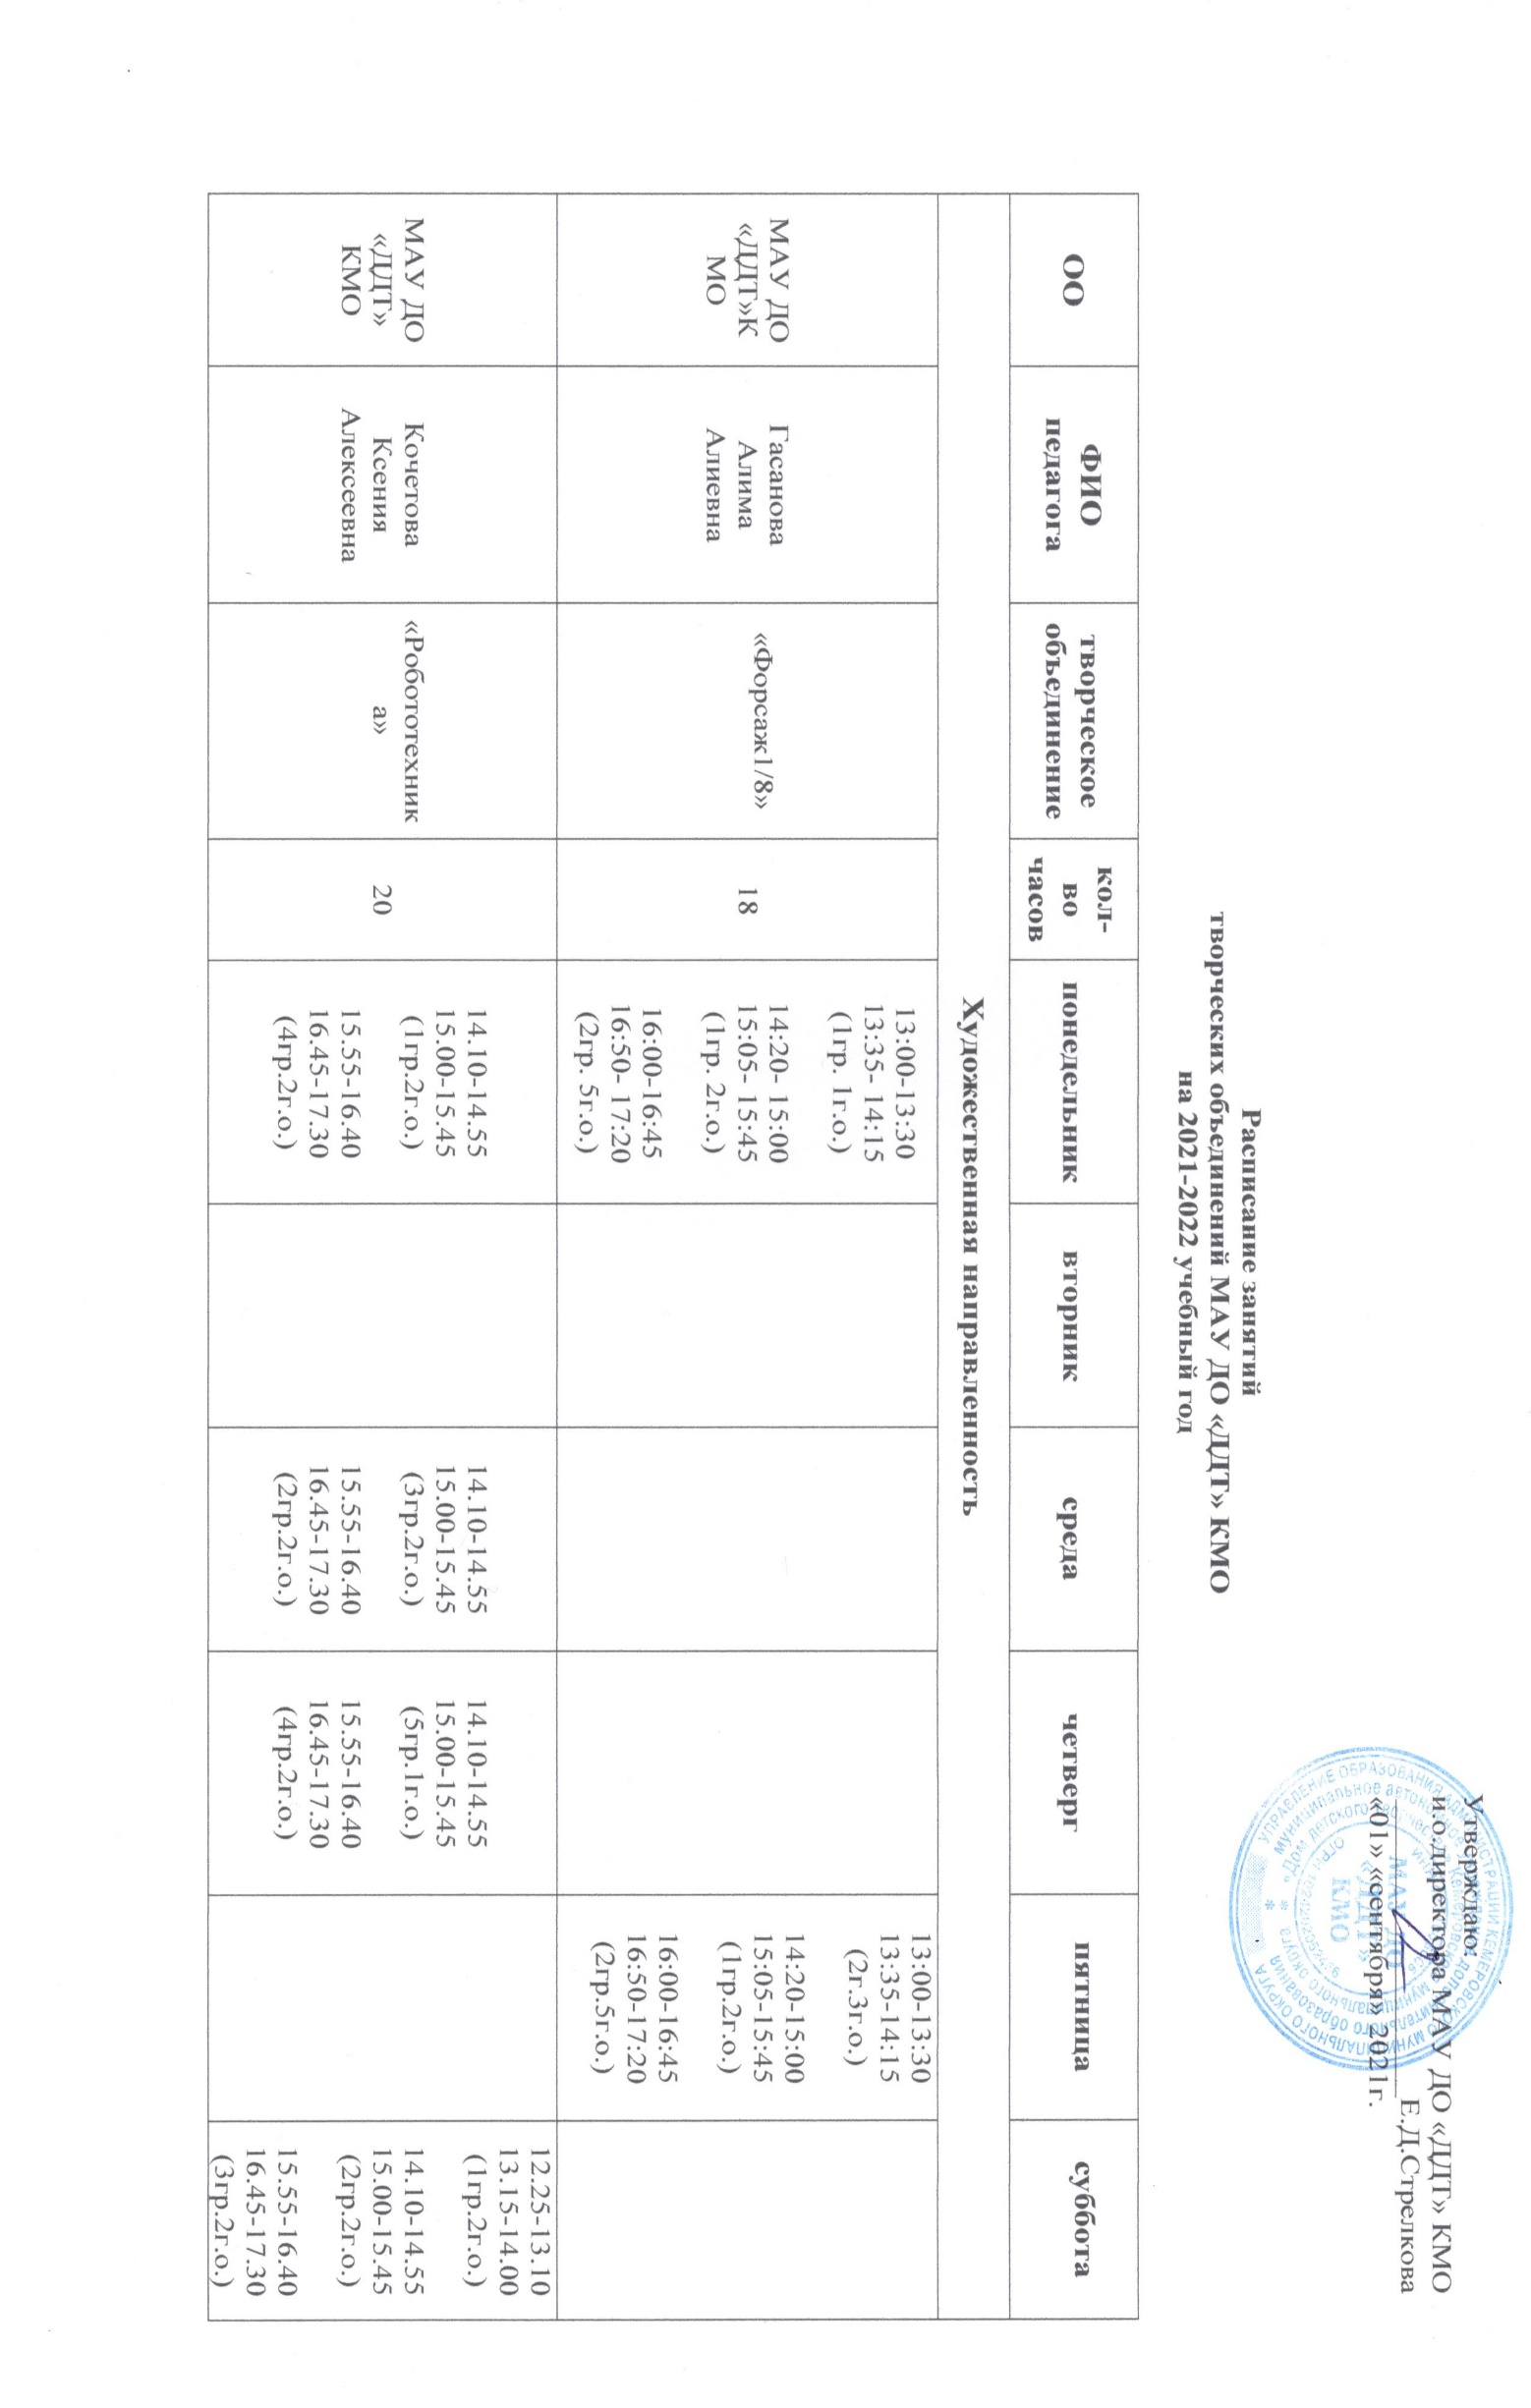 Утверждаю:
и.о.директора МАУ ДО «ДДТ» КМО
Е.Д.Стрелкова
«01» «сентября» 2021г.
МАУ ДО
«ДДТ»
КМО
Расписание занятий
творческих объединений МАУ ДО «ДДТ» КМО
на 2021-2022 учебный год
ОО
ФИО
педагога
творческое
объединение
кол-
во
часов
понедельник
вторник
среда
четверг
пятница
суббота
Художественная направленность
МАУ ДО
«ДДТ»К
МО
Гасанова
Алима
Алиевна
«Форсаж1/8»
18
13:00-13:30
13:35- 14:15
(1гр. 1г.о.)
14:20- 15:00
15:05- 15:45
(1гр. 2г.о.)
16:00-16:45
16:50- 17:20
(2гр. 5г.о.)
13:00-13:30
13:35-14:15
(2г.3г.о.)
14:20-15:00
15:05-15:45
(1гр.2г.о.)
16:00-16:45
16:50-17:20
(2гр.5г.о.)
МАУ ДО
«ДДТ»
КМО
Кочетова
Ксения
Алексеевна
«Робототехник
а»
20
14.10-14.55
15.00-15.45
(1гр.2г.о.)
15.55-16.40
16.45-17.30
(4гр.2г.о.)
14.10-14.55
15.00-15.45
(3гр.2г.о.)
15.55-16.40
16.45-17.30
(2гр.2г.о.)
14.10-14.55
15.00-15.45
(5гр.1г.о.)
15.55-16.40
16.45-17.30
(4гр.2г.о.)
12.25-13.10
13.15-14.00
(1гр.2г.о.)
14.10-14.55
15.00-15.45
(2гр.2г.о.)
15.55-16.40
16.45-17.30
(3гр.2г.о.)